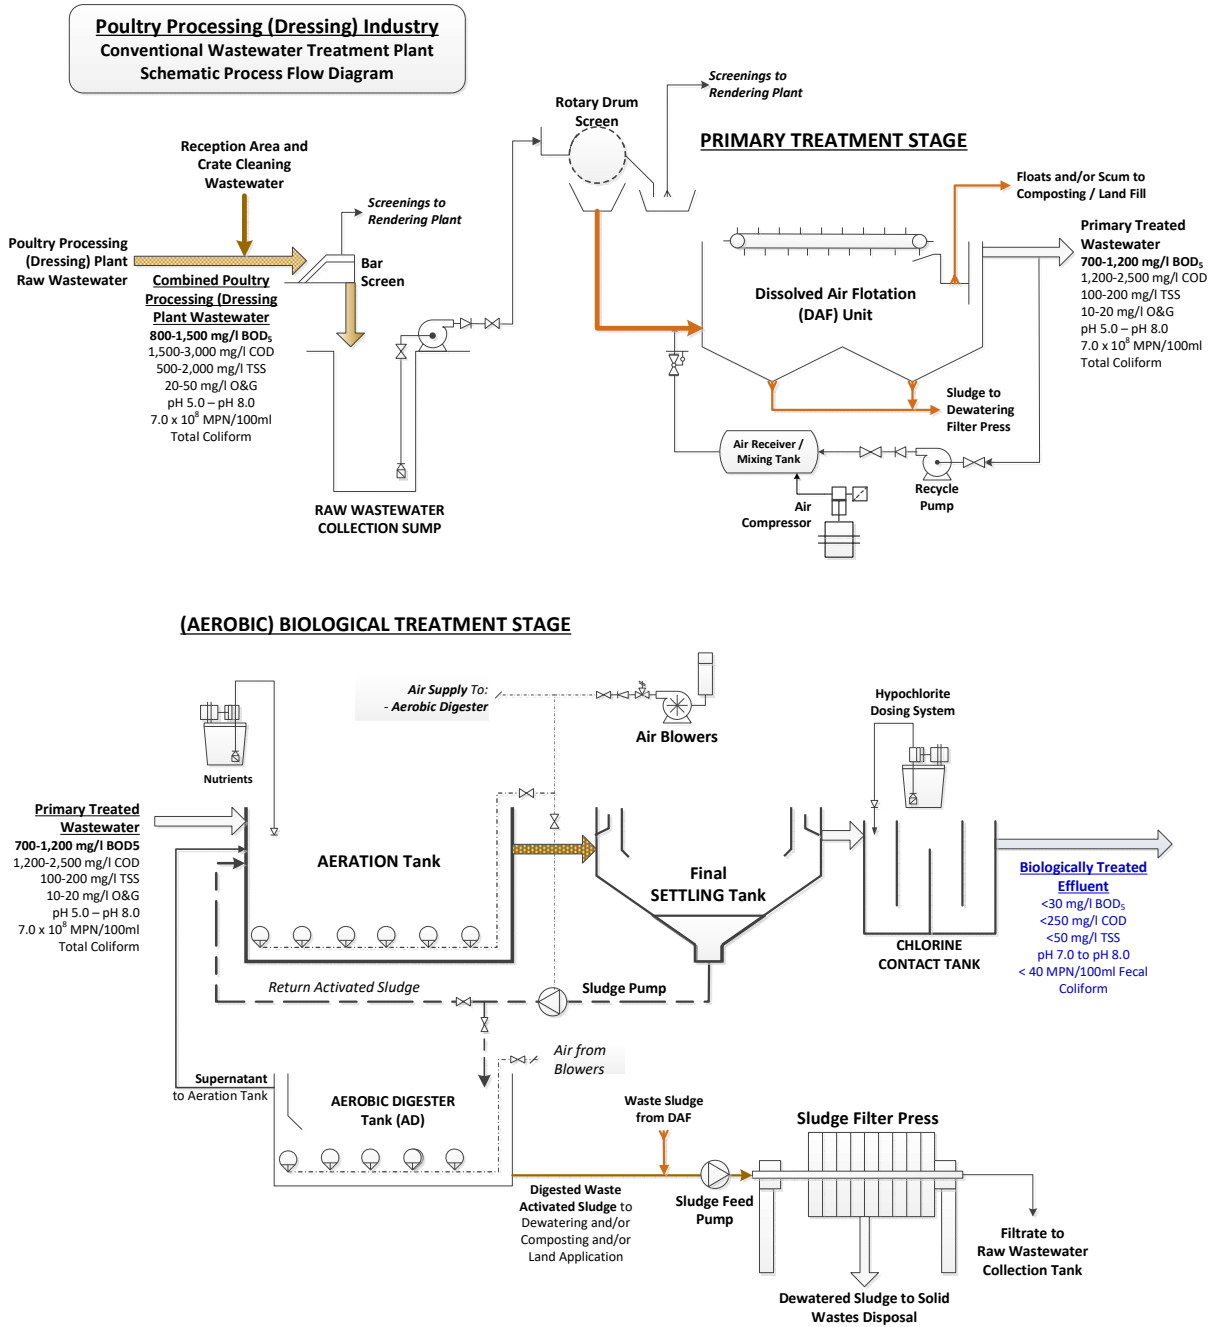 Poultry Processing (Dressing) Industry
Conventional Wastewater Treatment Plant
Schematic Process Flow Diagram
Screenings to
Rendering Plant
Rotary Drum
Screen
PRIMARY TREATMENT STAGE
Reception Area and
Crate Cleaning
Wastewater
Screenings to
Rendering Plant
Floats and/or Scum to
Composting / Land Fill
Poultry Processing
(Dressing) Plant
Raw Wastewater
Bar
Screen
Combined Poultry
Processing (Dressing
Plant Wastewater
800-1,500 mg/l BOD₅
1,500-3,000 mg/l COD
500-2,000 mg/l TSS
20-50 mg/l O&G
pH 5.0 – pH 8.0
7.0 x 10⁸ MPN/100ml
Total Coliform
Primary Treated
Wastewater
700-1,200 mg/l BOD₅
1,200-2,500 mg/l COD
100-200 mg/l TSS
10-20 mg/l O&G
pH 5.0 – pH 8.0
7.0 x 10⁸ MPN/100ml
Total Coliform
Dissolved Air Flotation
(DAF) Unit
Sludge to
Dewatering
Filter Press
Air Receiver /
Mixing Tank
Recycle
Pump
Air
Compressor
RAW WASTEWATER
COLLECTION SUMP
(AEROBIC) BIOLOGICAL TREATMENT STAGE
Air Supply To:
- Aerobic Digester
Air Blowers
Hypochlorite
Dosing System
Nutrients
Primary Treated
Wastewater
700-1,200 mg/l BOD5
1,200-2,500 mg/l COD
100-200 mg/l TSS
10-20 mg/l O&G
pH 5.0 – pH 8.0
7.0 x 10⁸ MPN/100ml
Total Coliform
AERATION Tank
Final
SETTLING Tank
CHLORINE
CONTACT TANK
Biologically Treated
Effluent
<30 mg/l BOD₅
<250 mg/l COD
<50 mg/l TSS
pH 7.0 to pH 8.0
< 40 MPN/100ml Fecal
Coliform
Return Activated Sludge
Sludge Pump
Air from
Blowers
Supernatant
to Aeration Tank
AEROBIC DIGESTER
Tank (AD)
Waste Sludge
from DAF
Sludge Filter Press
Digested Waste
Activated Sludge to
Dewatering and/or
Composting and/or
Land Application
Sludge Feed
Pump
Filtrate to
Raw Wastewater
Collection Tank
Dewatered Sludge to Solid
Wastes Disposal